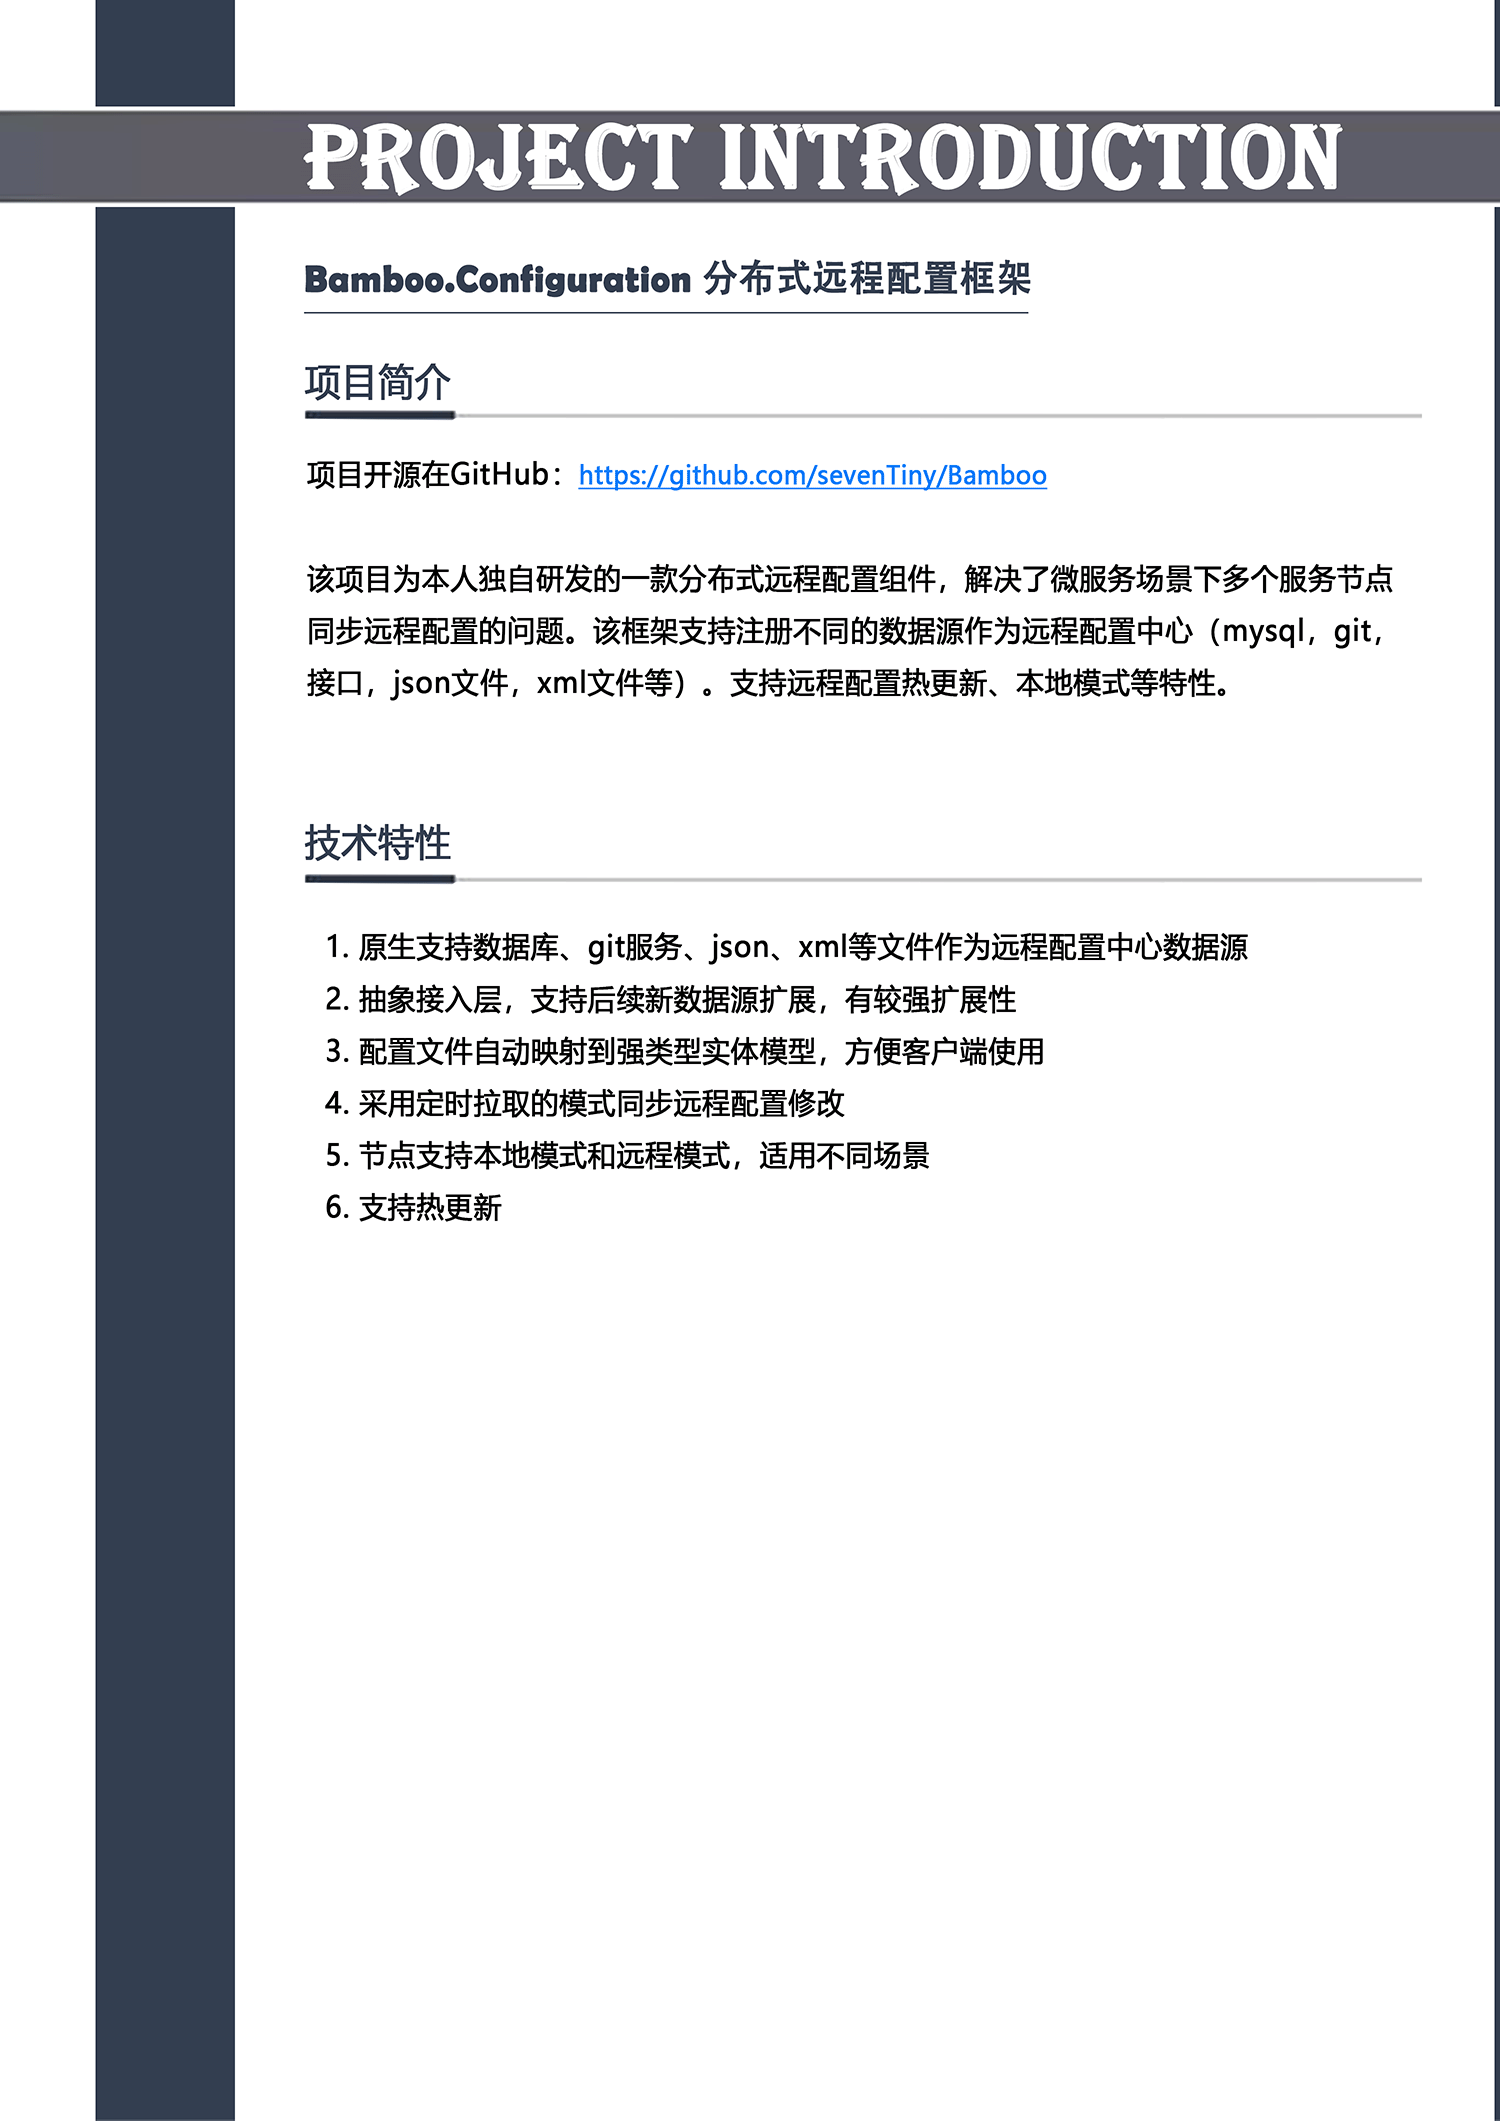 PROJECT INTRODUCTION
Bamboo.Configuration 分布式远程配置框架
项目简介
项目开源在GitHub：https://github.com/sevenTiny/Bamboo
该项目为本人独自研发的一款分布式远程配置组件，解决了微服务场景下多个服务节点
同步远程配置的问题。该框架支持注册不同的数据源作为远程配置中心（mysql，git，
接口，json文件，xml文件等）。支持远程配置热更新、本地模式等特性。
技术特性
1. 原生支持数据库、git服务、json、xml等文件作为远程配置中心数据源
2. 抽象接入层，支持后续新数据源扩展，有较强扩展性
3. 配置文件自动映射到强类型实体模型，方便客户端使用
4. 采用定时拉取的模式同步远程配置修改
5. 节点支持本地模式和远程模式，适用不同场景
6. 支持热更新